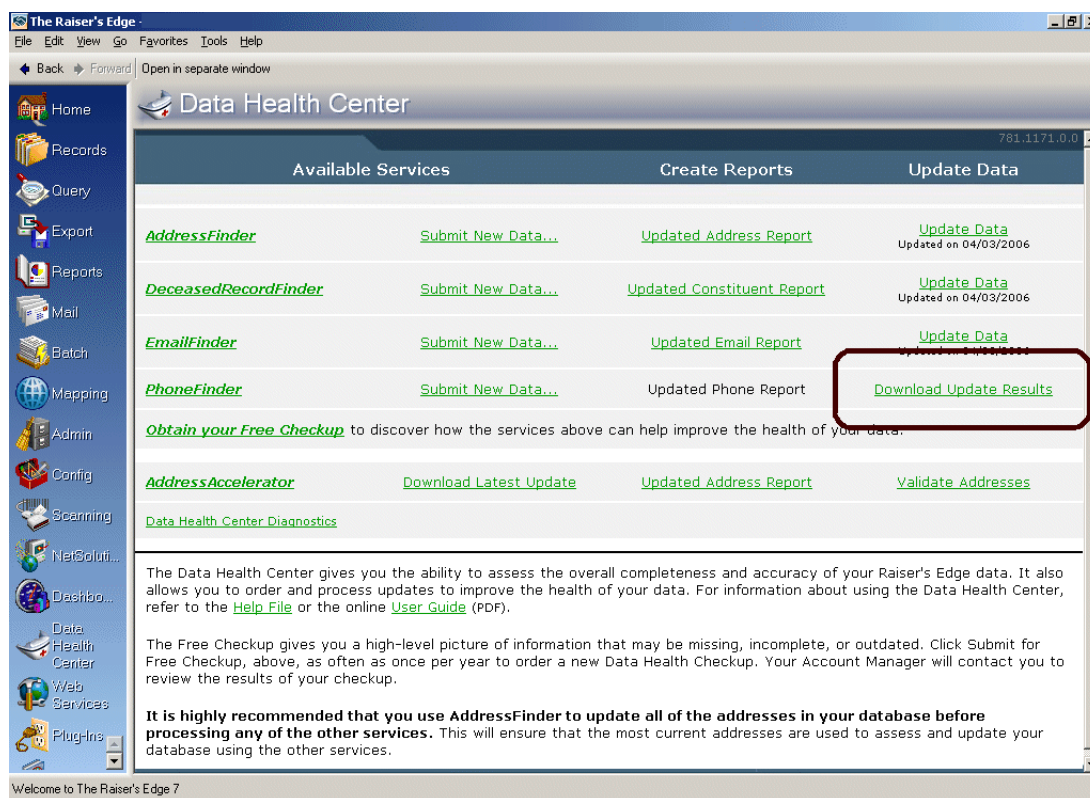 The Raiser's Edge -
File Edit View Go Favorites Tools Help
Back Forward Open in separate window
Home
Records
Query
Export
Reports
Mail
Batch
Mapping
Admin
Config
Scanning
NetSoluti...
Dashbo...
Data
Health
Center
Web
Services
Plug-Ins
Data Health Center
781.1171.0.0
Available Services Create Reports Update Data
AddressFinder Submit New Data... Updated Address Report Update Data
Updated on 04/03/2006
DeceasedRecordFinder Submit New Data... Updated Constituent Report Update Data
Updated on 04/03/2006
EmailFinder Submit New Data... Updated Email Report Update Data
PhoneFinder Submit New Data... Updated Phone Report Download Update Results
Obtain your Free Checkup to discover how the services above can help improve the health of your data.
AddressAccelerator Download Latest Update Updated Address Report Validate Addresses
Data Health Center Diagnostics
The Data Health Center gives you the ability to assess the overall completeness and accuracy of your Raiser's Edge data. It also
allows you to order and process updates to improve the health of your data. For information about using the Data Health Center,
refer to the Help File or the online User Guide (PDF).
The Free Checkup gives you a high-level picture of information that may be missing, incomplete, or outdated. Click Submit for
Free Checkup, above, as often as once per year to order a new Data Health Checkup. Your Account Manager will contact you to
review the results of your checkup.
It is highly recommended that you use AddressFinder to update all of the addresses in your database before
processing any of the other services. This will ensure that the most current addresses are used to assess and update your
database using the other services.
Welcome to The Raiser's Edge 7